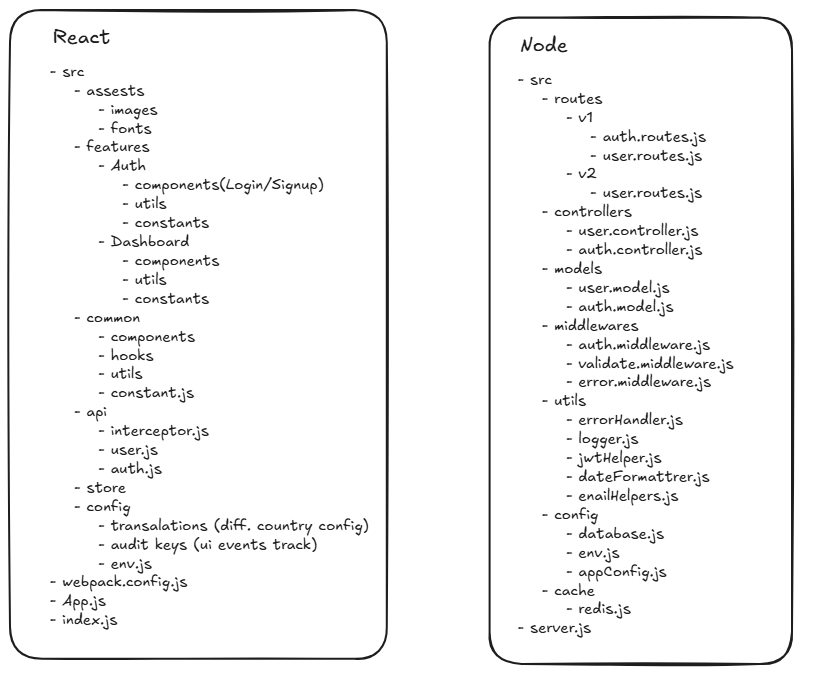 React
- src
- assests
- images
- fonts
- features
- Auth
- components(Login/Signup)
- utils
- constants
- Dashboard
- components
- utils
- constants
- common
- components
- hooks
- utils
- constant.js
- api
- interceptor.js
- user.js
- auth.js
- store
- config
- transalations (diff. country config)
- audit keys (ui events track)
- env.js
- webpack.config.js
- App.js
- index.js
Node
- src
- routes
- v1
- auth.routes.js
- user.routes.js
- v2
- user.routes.js
- controllers
- user.controller.js
- auth.controller.js
- models
- user.model.js
- auth.model.js
- middlewares
- auth.middleware.js
- validate.middleware.js
- error.middleware.js
- utils
- errorHandler.js
- logger.js
- jwtHelper.js
- dateFormattrer.js
- enailHelpers.js
- config
- database.js
- env.js
- appConfig.js
- cache
- redis.js
- server.js